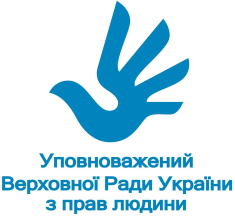 Уповноважений
Верховної Ради України
з прав людини